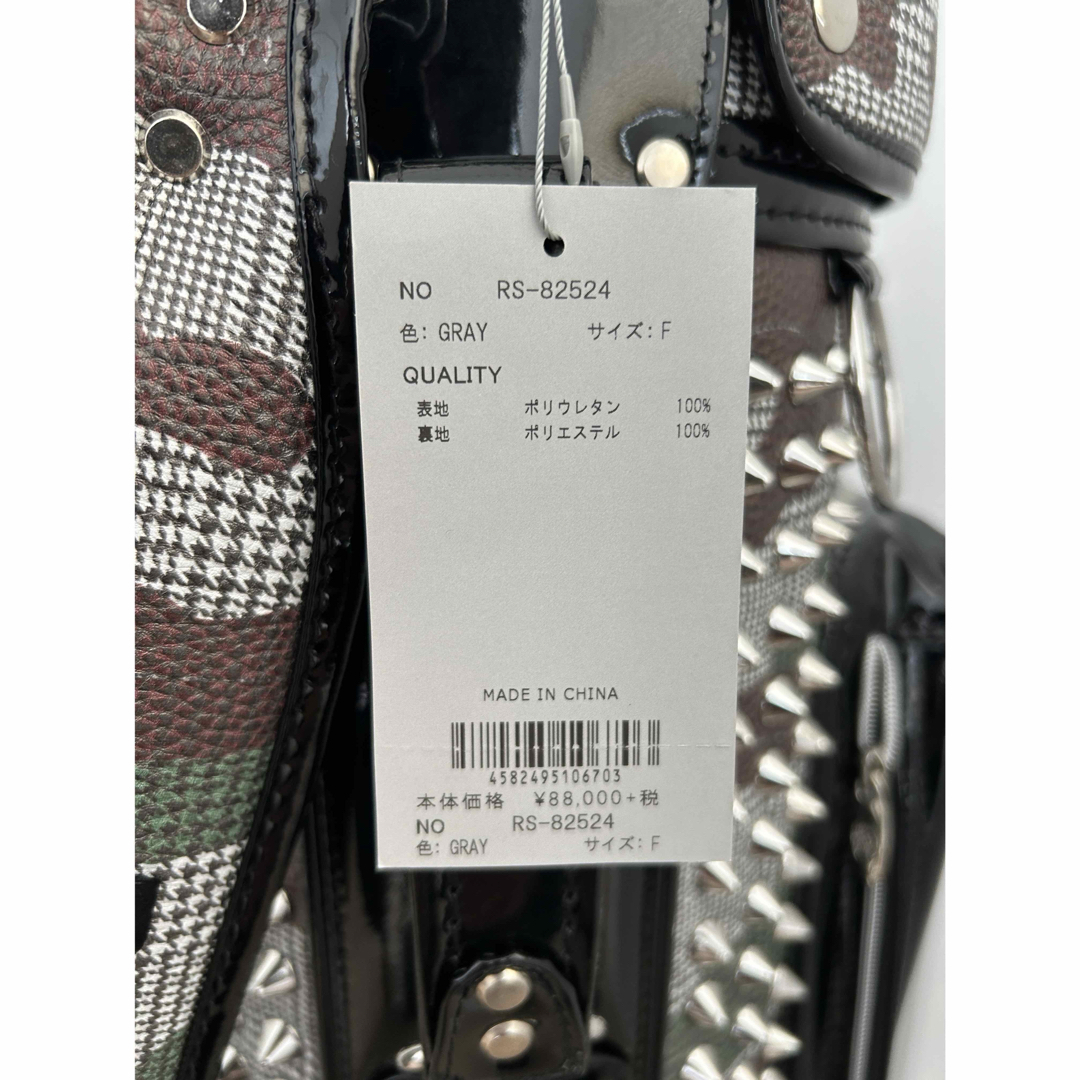 NO RS-82524
色: GRAY サイズ: F
QUALITY
表地 ポリウレタン 100%
裏地 ポリエステル 100%
MADE IN CHINA
4582495106703
本体価格 ¥88,000+税
NO RS-82524
色: GRAY サイズ: F